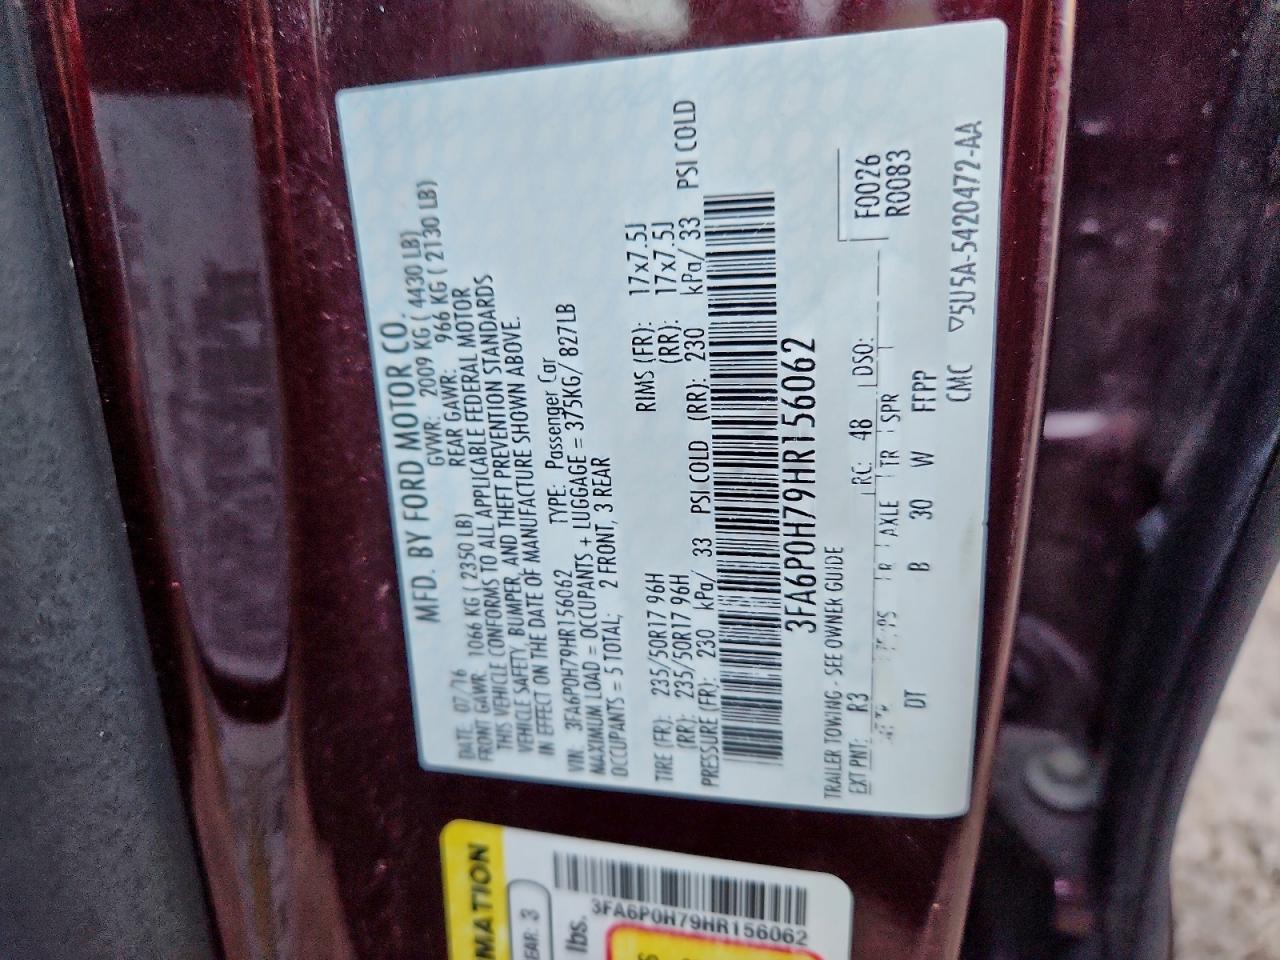 MFD. BY FORD MOTOR CO.
DATE: 07/16 GVWR: 2009 KG ( 4430 LB)
FRONT GAWR: 1066 KG ( 2350 LB) REAR GAWR: 966 KG ( 2130 LB)
THIS VEHICLE CONFORMS TO ALL APPLICABLE FEDERAL MOTOR
VEHICLE SAFETY, BUMPER, AND THEFT PREVENTION STANDARDS
IN EFFECT ON THE DATE OF MANUFACTURE SHOWN ABOVE.
VIN: 3FA6P0H79HR156062 TYPE: Passenger Car
MAXIMUM LOAD = OCCUPANTS + LUGGAGE = 375KG/ 827LB
OCCUPANTS = 5 TOTAL; 2 FRONT, 3 REAR
TIRE (FR): 235/50R17 96H RIMS (FR): 17x7.5J
(RR): 235/50R17 96H (RR): 17x7.5J
PRESSURE (FR): 230 kPa/ 33 PSI COLD (RR): 230 kPa/ 33 PSI COLD
3FA6P0H79HR156062
TRAILER TOWING - SEE OWNER GUIDE
EXT PNT: R3 RC: 48 DSO: F0026
R AXLE TR SPR R0083
DT B 30 W FFPP
CMC ▽5U5A-5420472-AA
MATION
EAR 3
lbs.
3FA6P0H79HR156062